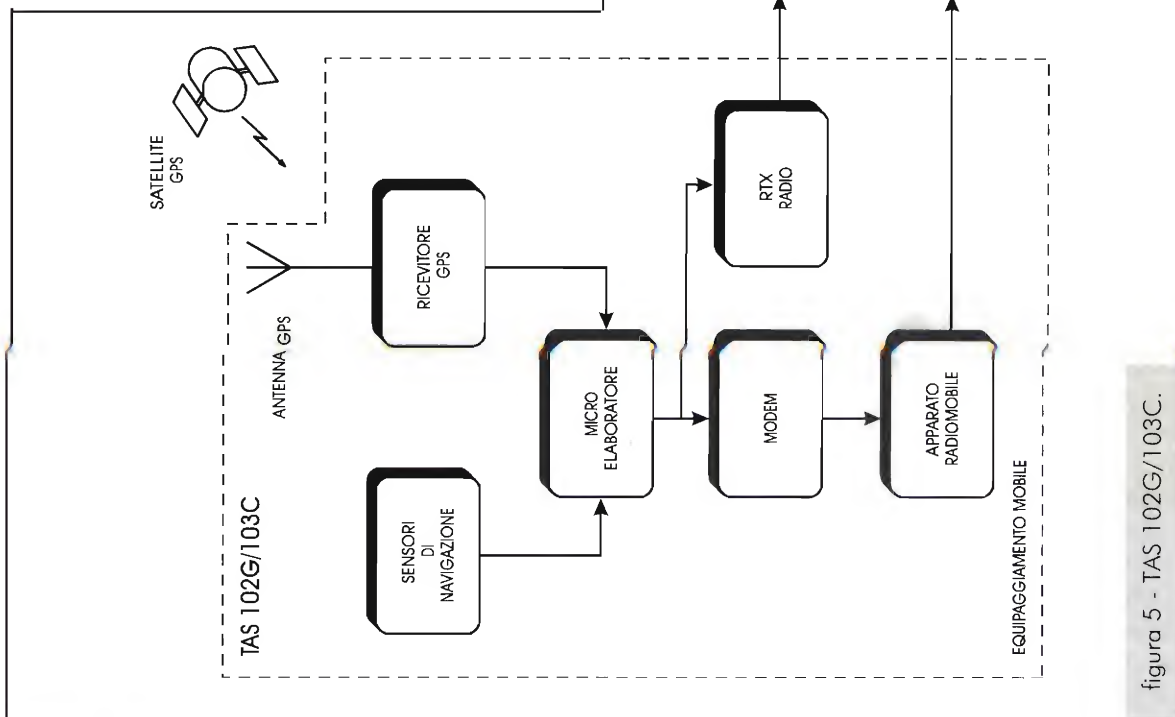 SATELLITE
GPS
TAS 102G/103C
ANTENNA GPS
RICEVITORE
GPS
SENSORI
DI
NAVIGAZIONE
MICRO
ELABORATORE
RTX
RADIO
MODEM
APPARATO
RADIOMOBILE
EQUIPAGGIAMENTO MOBILE
figura 5 - TAS 102G/103C.